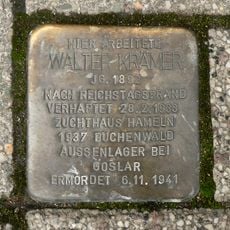 HIER ARBEITETE
WALTER KRÄMER
JG. 1892
NACH REICHSTAGSBRAND
VERHAFTET 28.2.1933
ZUCHTHAUS HAMELN
1937 BUCHENWALD
AUSSENLAGER BEI
GOSLAR
ERMORDET 6.11.1941